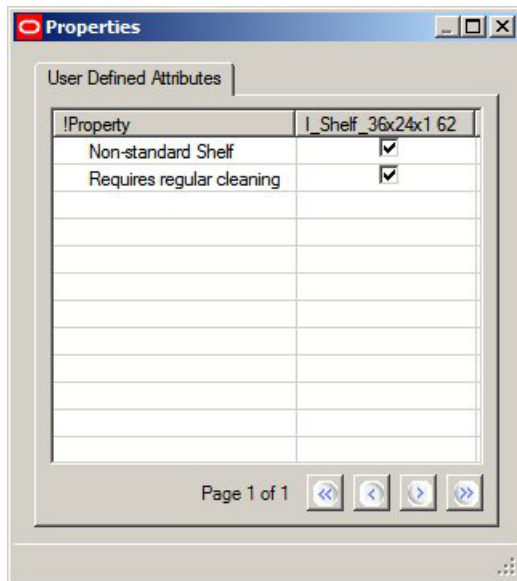 Properties
User Defined Attributes
!Property I_Shelf_36x24x1 62
Non-standard Shelf
Requires regular cleaning
Page 1 of 1